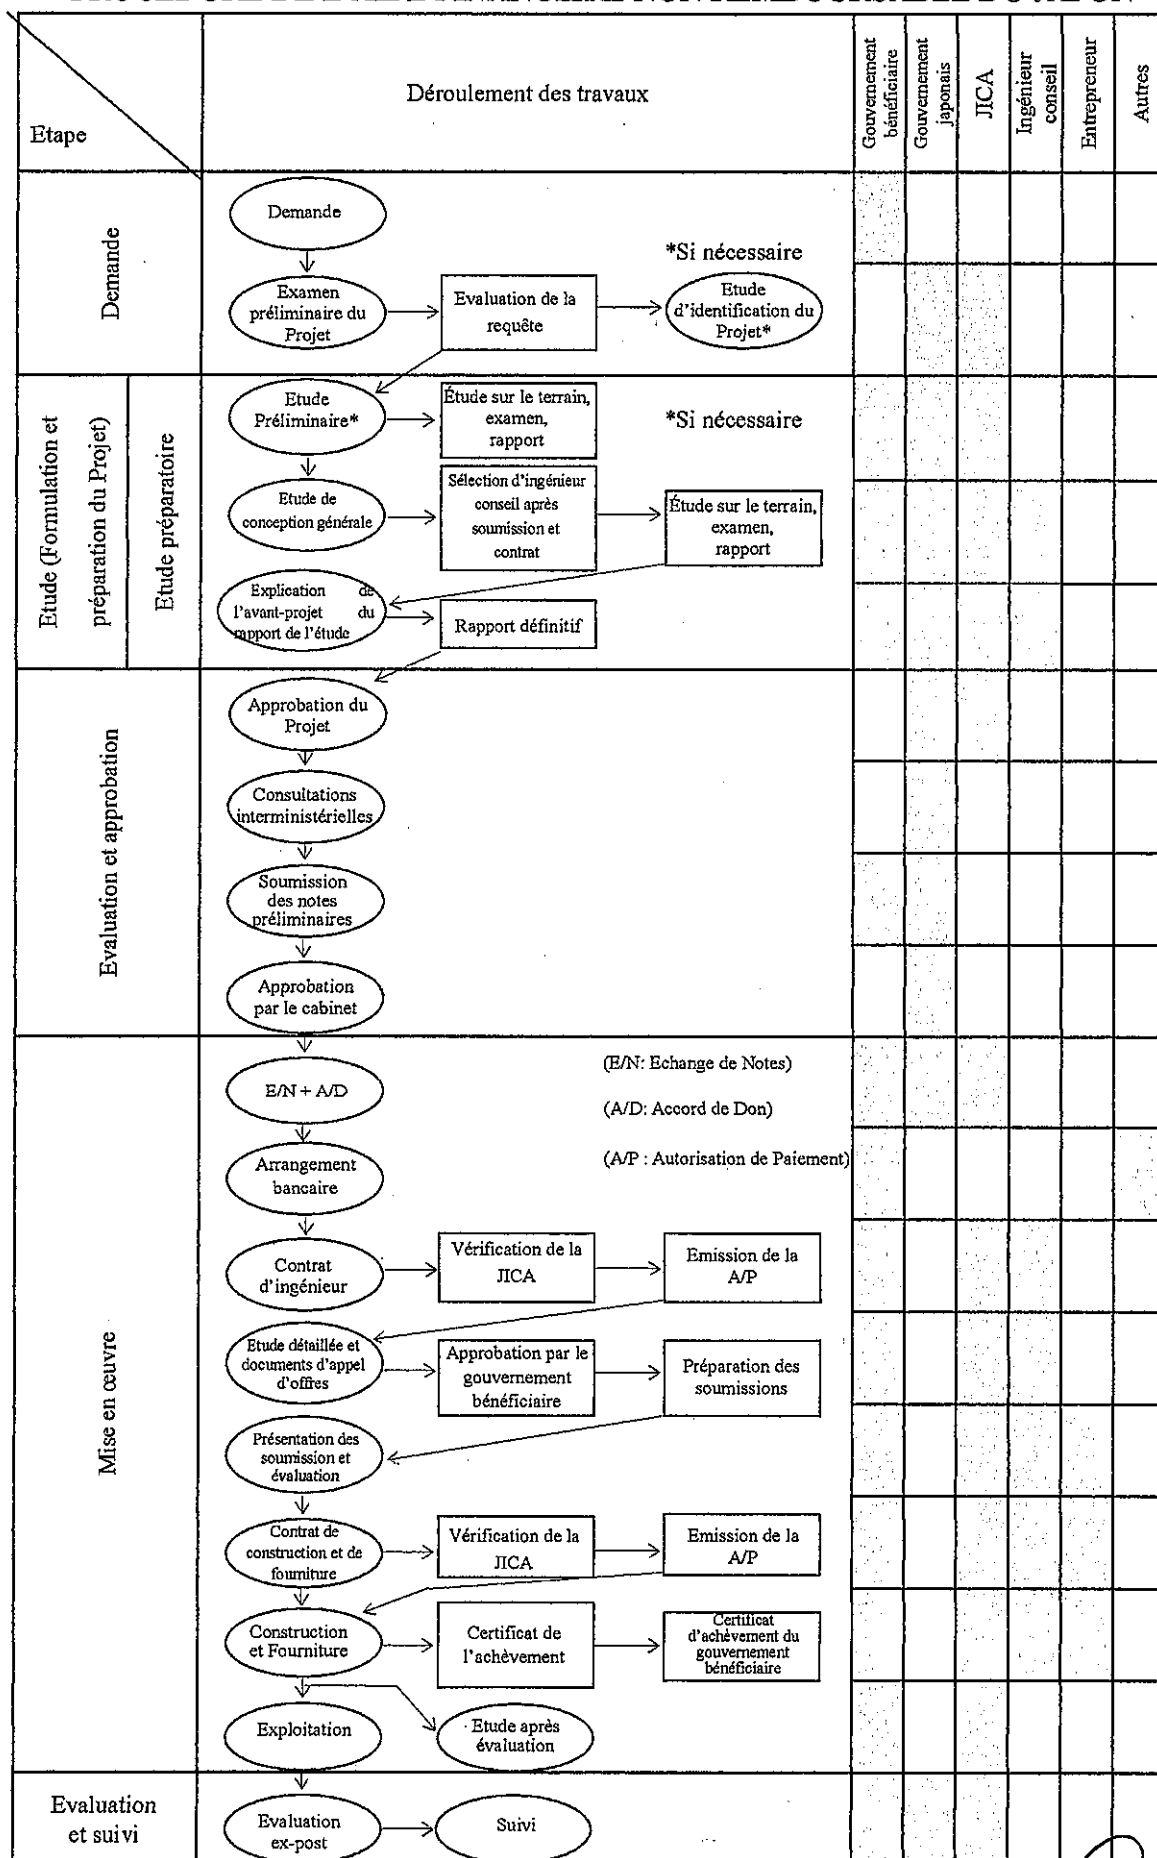 Etape
Déroulement des travaux
Gouvernement
bénéficiaire
Gouvernement
japonais
JICA
Ingénieur
conseil
Entrepreneur
Autres
Demande
Demande
*Si nécessaire
Examen
préliminaire du
Projet
Evaluation de la
requête
Etude
d'identification du
Projet*
Etude (Formulation et
préparation du Projet)
Etude préparatoire
Etude
Préliminaire*
Étude sur le terrain,
examen,
rapport
*Si nécessaire
Etude de
conception générale
Sélection d'ingénieur
conseil après
soumission et
contrat
Étude sur le terrain,
examen,
rapport
Explication de
l'avant-projet du
rapport de l'étude
Rapport définitif
Evaluation et approbation
Approbation du
Projet
Consultations
interministérielles
Soumission
des notes
préliminaires
Approbation
par le cabinet
Mise en œuvre
E/N + A/D
(E/N: Echange de Notes)
(A/D: Accord de Don)
(A/P : Autorisation de Paiement)
Arrangement
bancaire
Contrat
d'ingénieur
Vérification de la
JICA
Emission de la
A/P
Etude détaillée et
documents d'appel
d'offres
Approbation par le
gouvernement
bénéficiaire
Préparation des
soumissions
Présentation des
soumission et
évaluation
Contrat de
construction et de
fourniture
Vérification de la
JICA
Emission de la
A/P
Construction
et Fourniture
Certificat de
l'achèvement
Certificat
d'achèvement du
gouvernement
bénéficiaire
Exploitation
Etude après
évaluation
Evaluation
et suivi
Evaluation
ex-post
Suivi